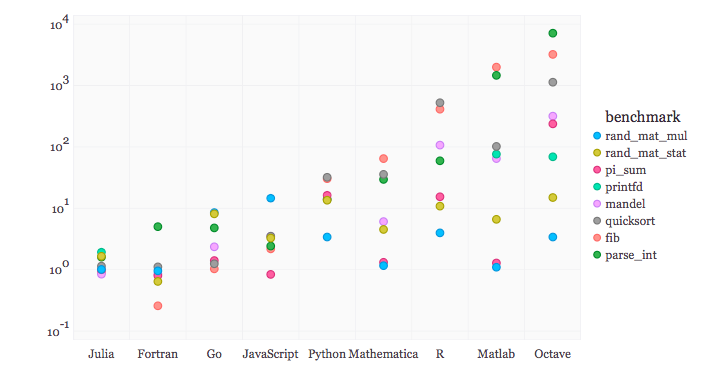 10^4
10^3
10^2
10^1
10^0
10^-1
Julia Fortran Go JavaScript Python Mathematica R Matlab Octave
benchmark
rand_mat_mul
rand_mat_stat
pi_sum
printfd
mandel
quicksort
fib
parse_int